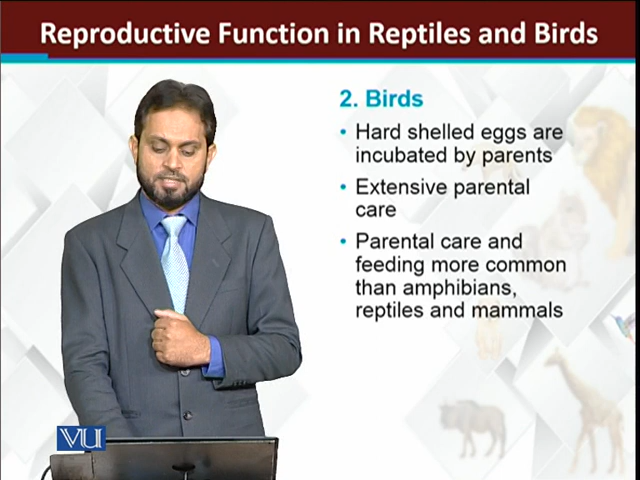 Reproductive Function in Reptiles and Birds
2. Birds
• Hard shelled eggs are
incubated by parents
• Extensive parental
care
• Parental care and
feeding more common
than amphibians,
reptiles and mammals
VU